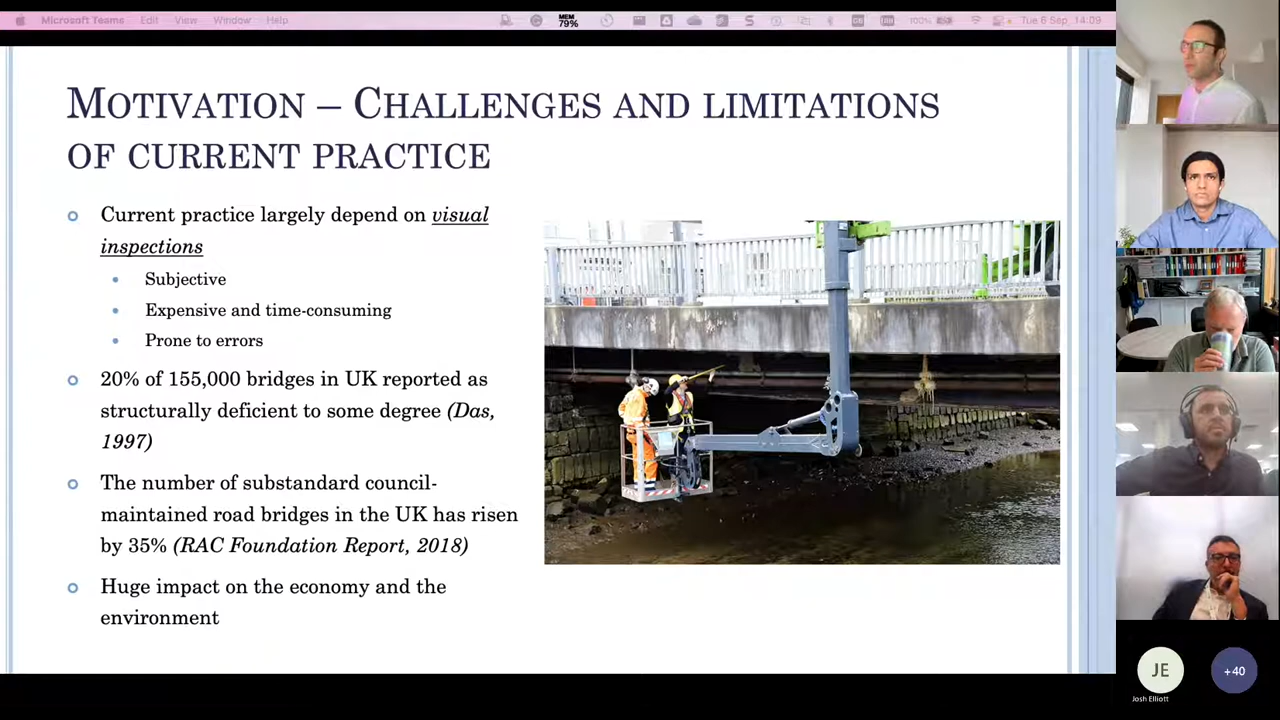 Microsoft Teams Edit View Window Help MEM 79% 100% Tue 6 Sep 14:09
MOTIVATION – CHALLENGES AND LIMITATIONS
OF CURRENT PRACTICE
Current practice largely depend on visual
inspections
Subjective
Expensive and time-consuming
Prone to errors
20% of 155,000 bridges in UK reported as
structurally deficient to some degree (Das,
1997)
The number of substandard council-
maintained road bridges in the UK has risen
by 35% (RAC Foundation Report, 2018)
Huge impact on the economy and the
environment
JE
+40
Josh Elliott